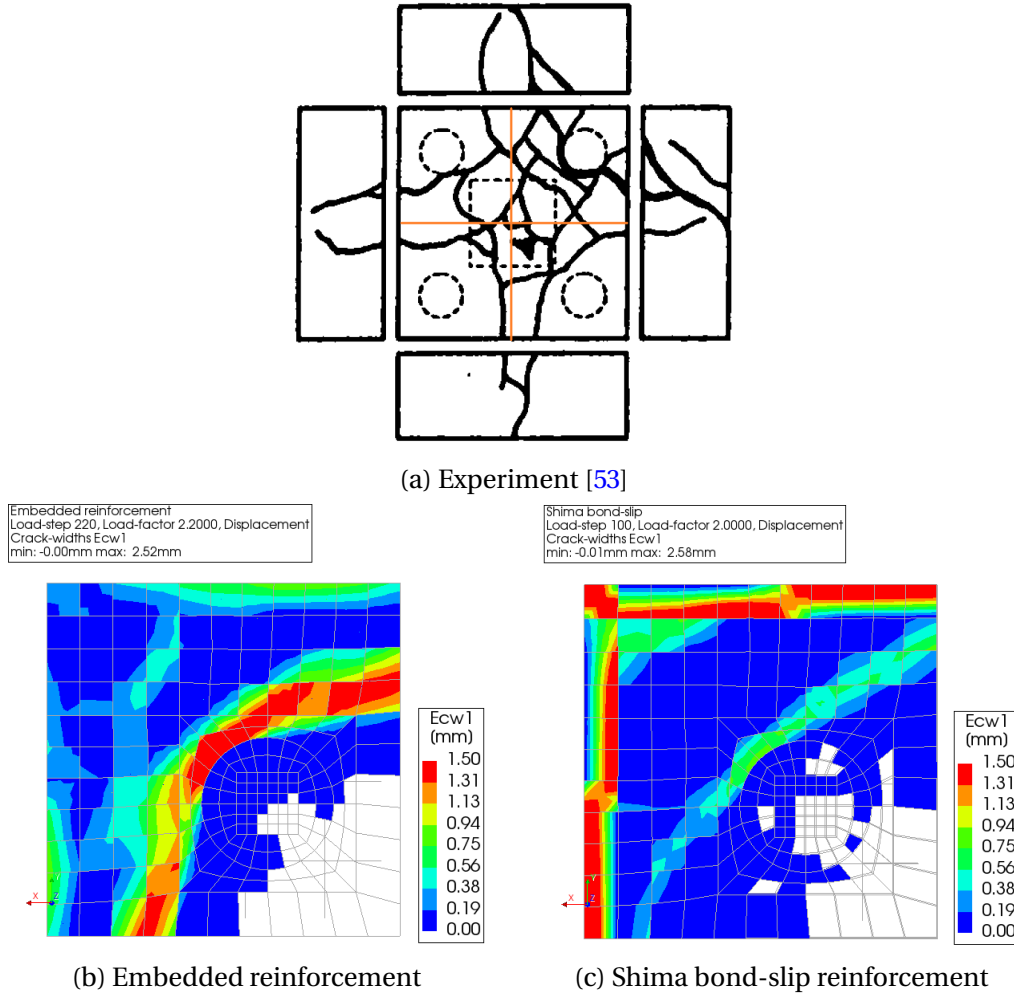 (a) Experiment [53]
Embedded reinforcement
Load-step 220, Load-factor 2.2000, Displacement
Crack-widths Ecw1
min: -0.00mm max: 2.52mm
Shima bond-slip
Load-step 100, Load-factor 2.0000, Displacement
Crack-widths Ecw1
min: -0.01mm max: 2.58mm
Ecw1
(mm)
1.50
1.31
1.13
0.94
0.75
0.56
0.38
0.19
0.00
X
Y
Z
Ecw1
(mm)
1.50
1.31
1.13
0.94
0.75
0.56
0.38
0.19
0.00
X
Y
Z
(b) Embedded reinforcement
(c) Shima bond-slip reinforcement